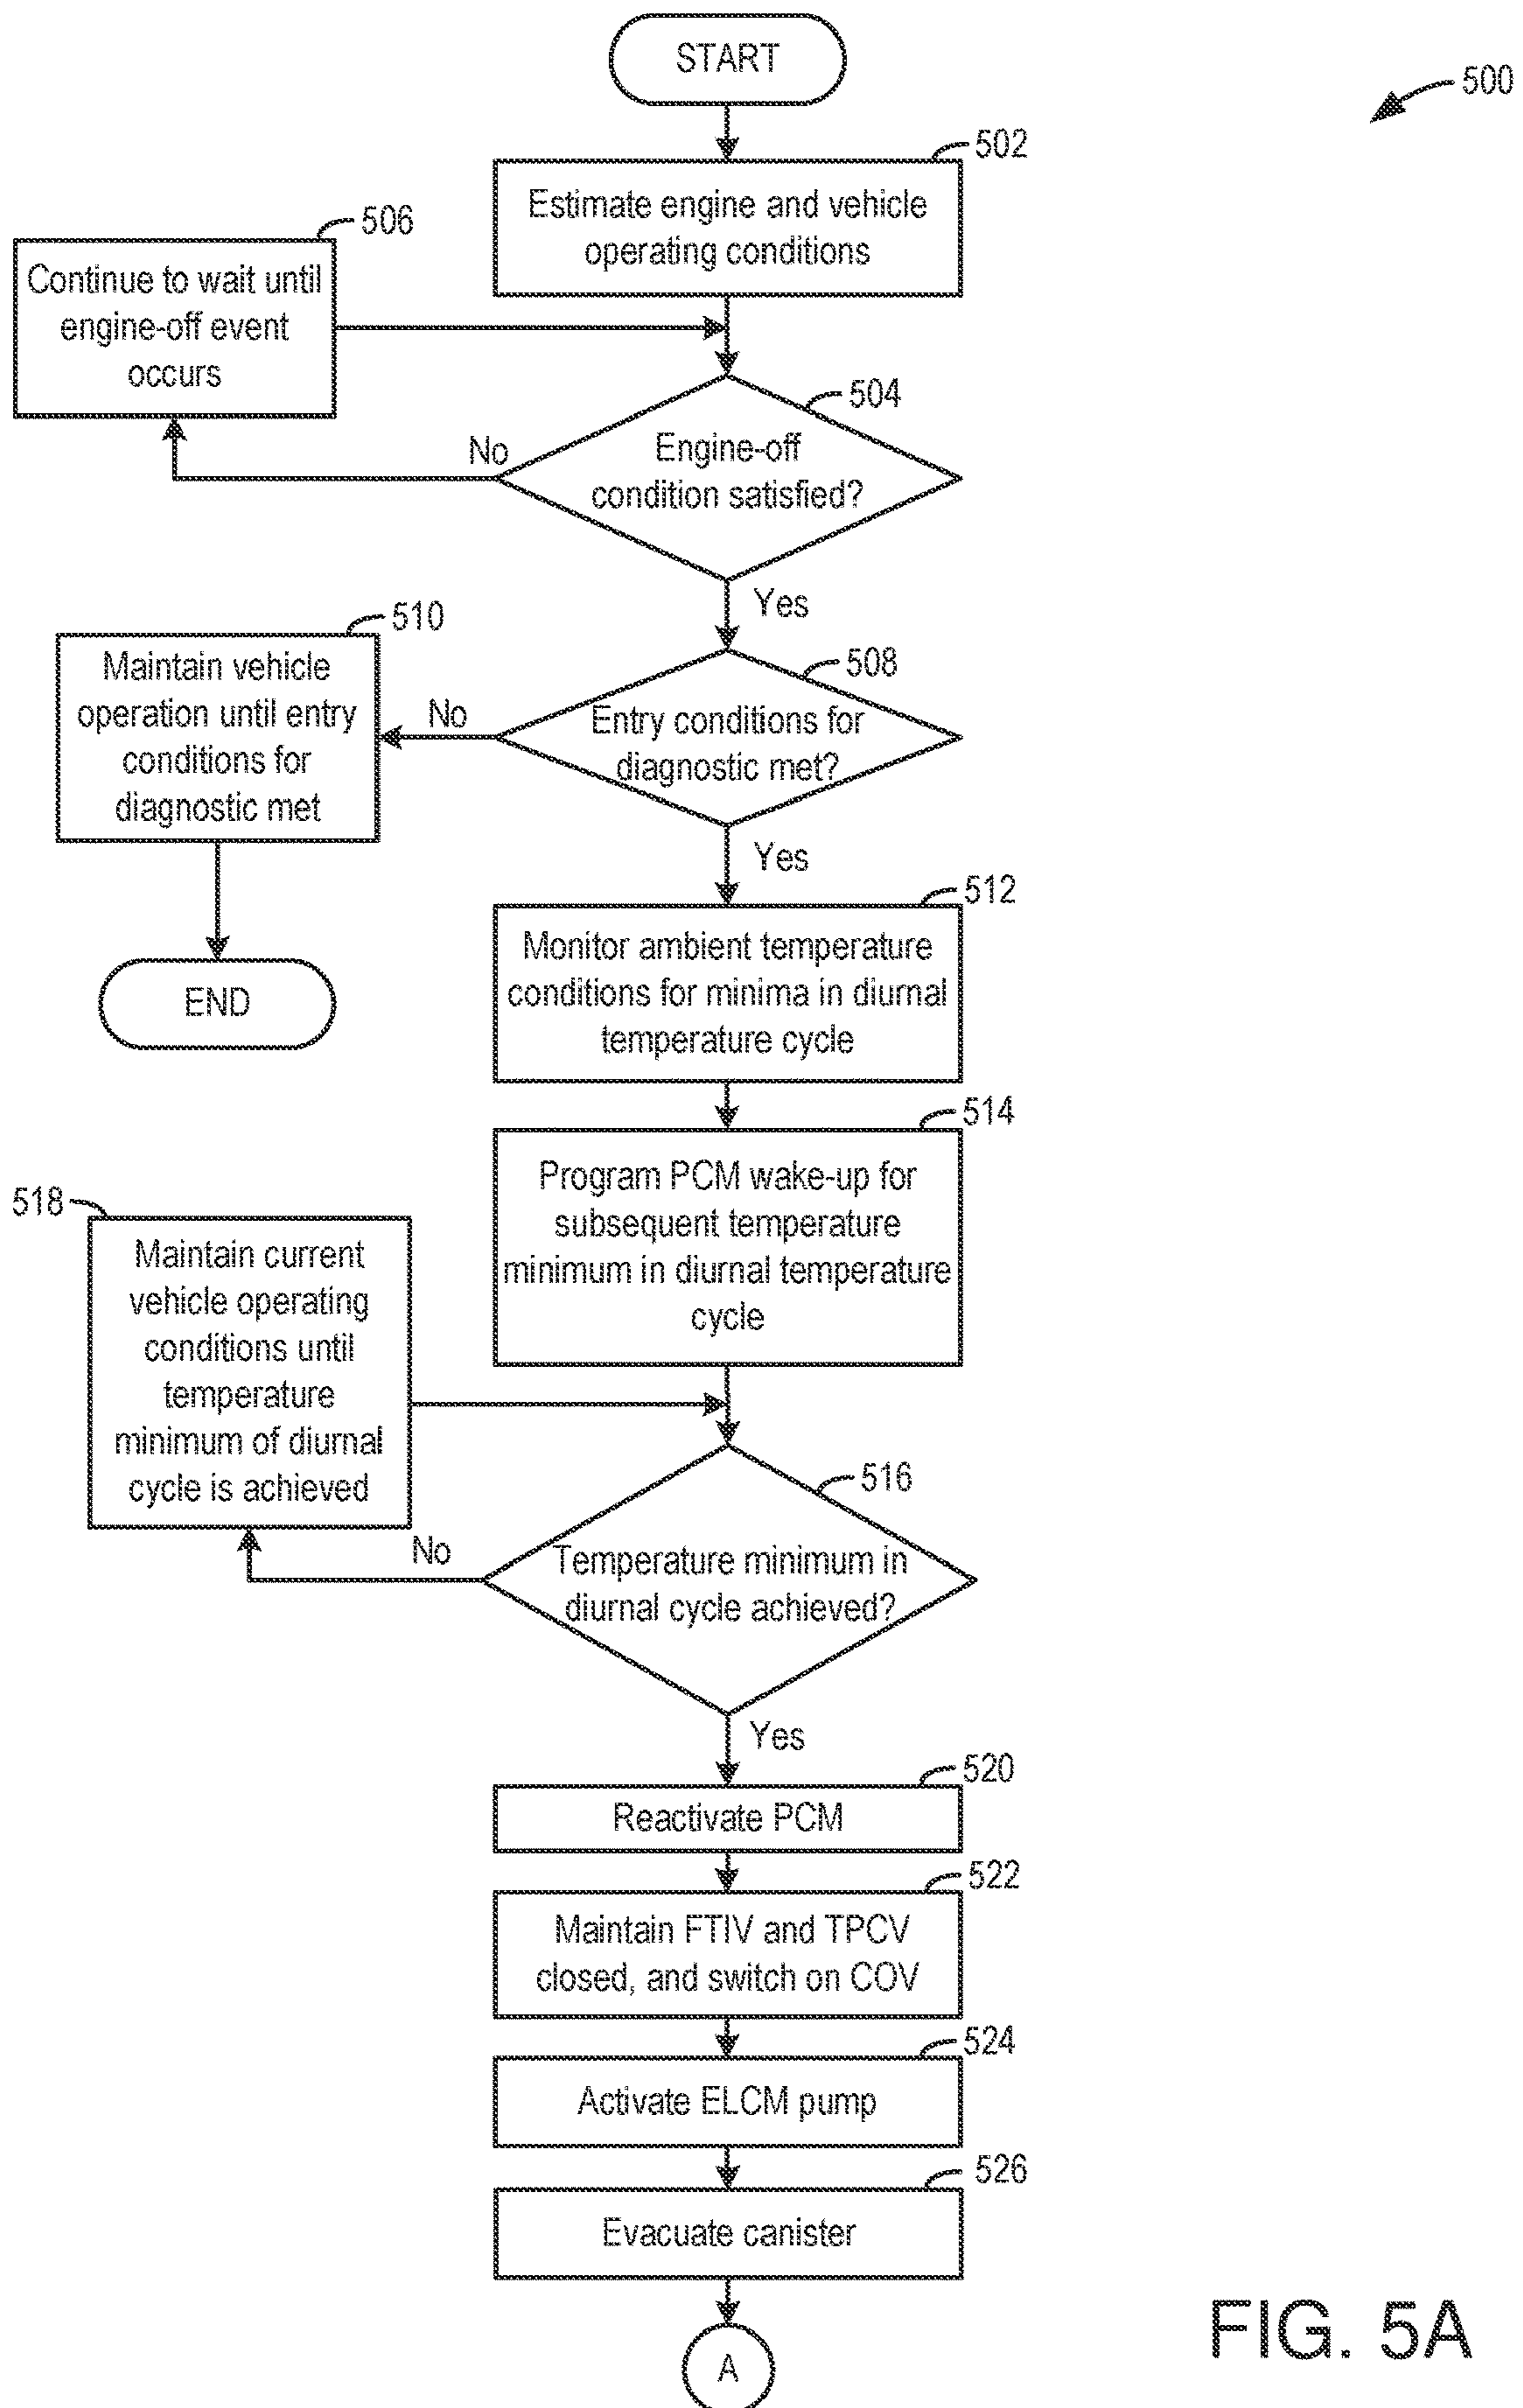 START
500
502
Estimate engine and vehicle
operating conditions
506
Continue to wait until
engine-off event
occurs
504
Engine-off
condition satisfied?
No
Yes
510
Maintain vehicle
operation until entry
conditions for
diagnostic met
508
Entry conditions for
diagnostic met?
No
Yes
END
512
Monitor ambient temperature
conditions for minima in diurnal
temperature cycle
514
Program PCM wake-up for
subsequent temperature
minimum in diurnal temperature
cycle
518
Maintain current
vehicle operating
conditions until
temperature
minimum of diurnal
cycle is achieved
516
Temperature minimum in
diurnal cycle achieved?
No
Yes
520
Reactivate PCM
522
Maintain FTIV and TPCV
closed, and switch on COV
524
Activate ELCM pump
526
Evacuate canister
A
FIG. 5A